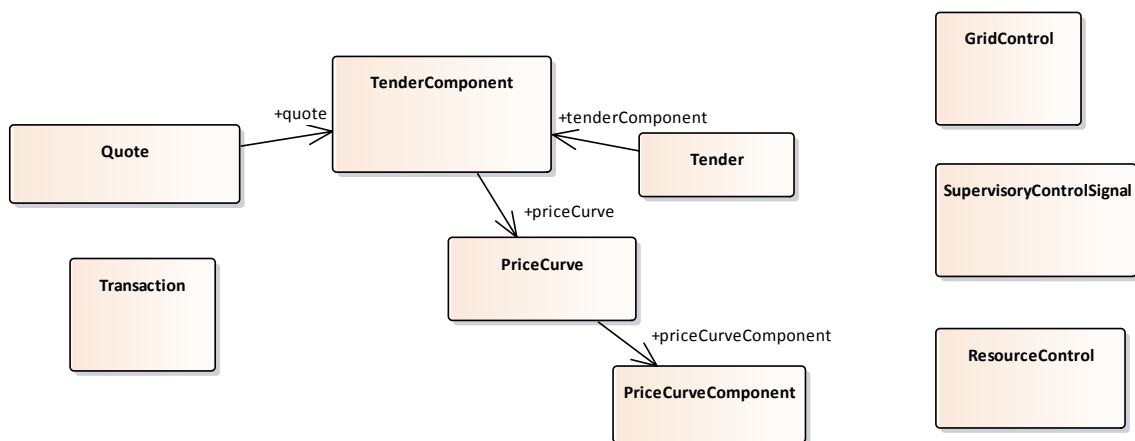 GridControl
TenderComponent
+quote
+tenderComponent
Quote
Tender
SupervisoryControlSignal
+priceCurve
PriceCurve
Transaction
+priceCurveComponent
ResourceControl
PriceCurveComponent